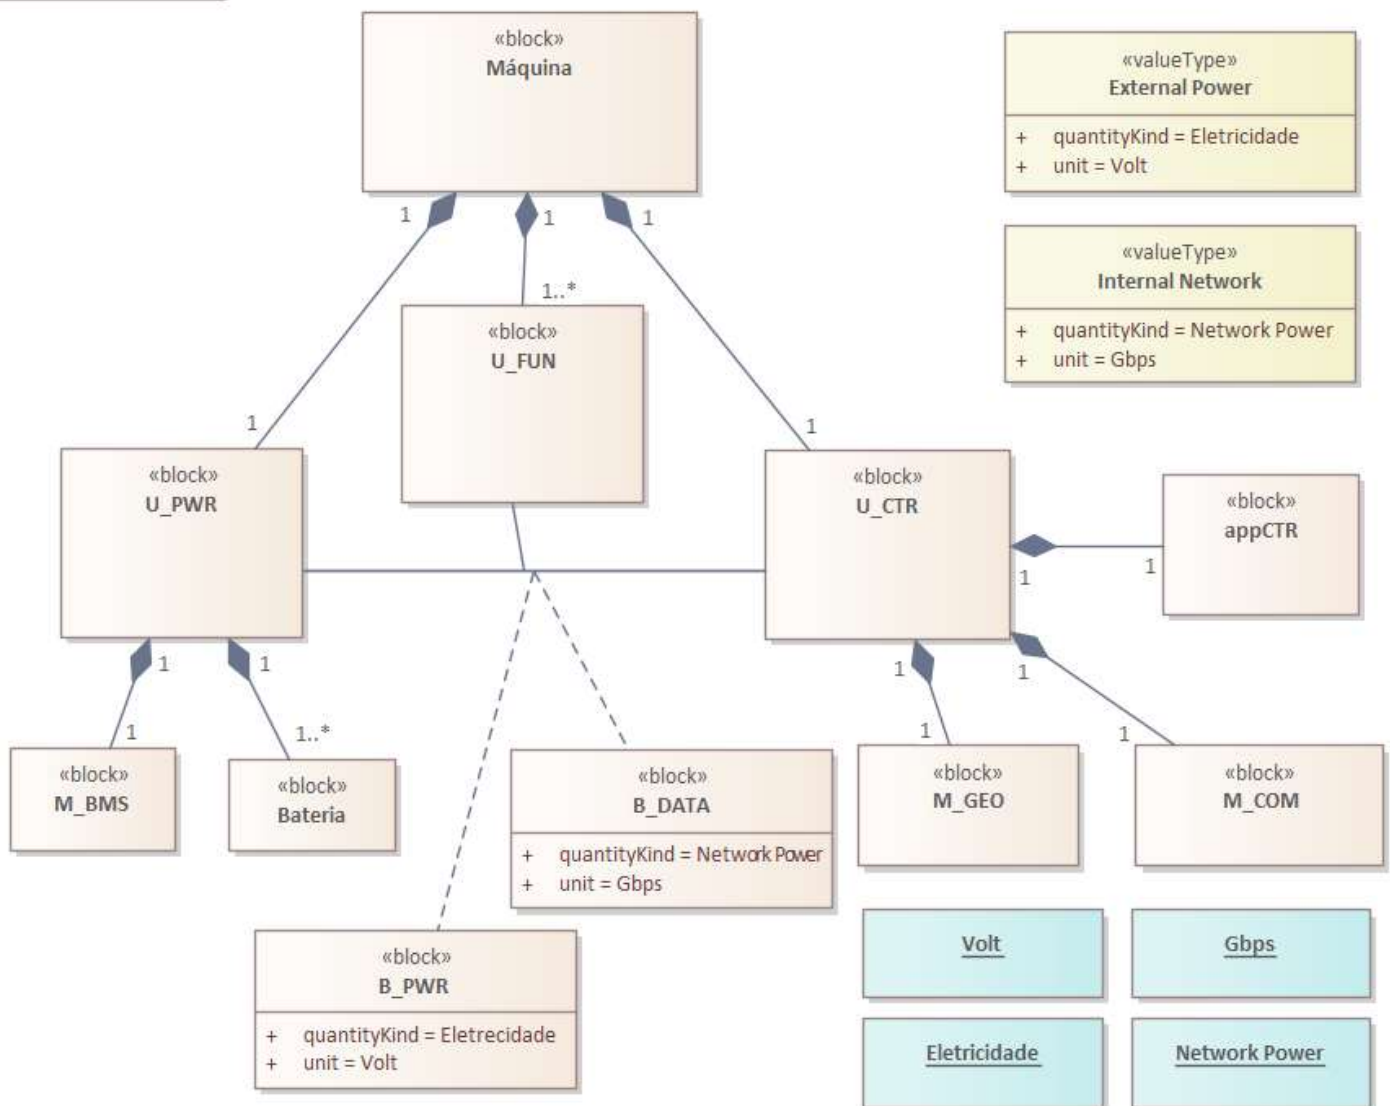 «block»
Máquina
1
1
1
«valueType»
External Power
+ quantityKind = Eletricidade
+ unit = Volt
«valueType»
Internal Network
+ quantityKind = Network Power
+ unit = Gbps
1..*
«block»
U_FUN
1
1
«block»
U_PWR
«block»
U_CTR
«block»
appCTR
1
1
1
1
1
1
1
1..*
1
1
«block»
M_BMS
«block»
Bateria
«block»
B_DATA
+ quantityKind = Network Power
+ unit = Gbps
«block»
M_GEO
«block»
M_COM
«block»
B_PWR
+ quantityKind = Eletrecidade
+ unit = Volt
Volt
Gbps
Eletricidade
Network Power